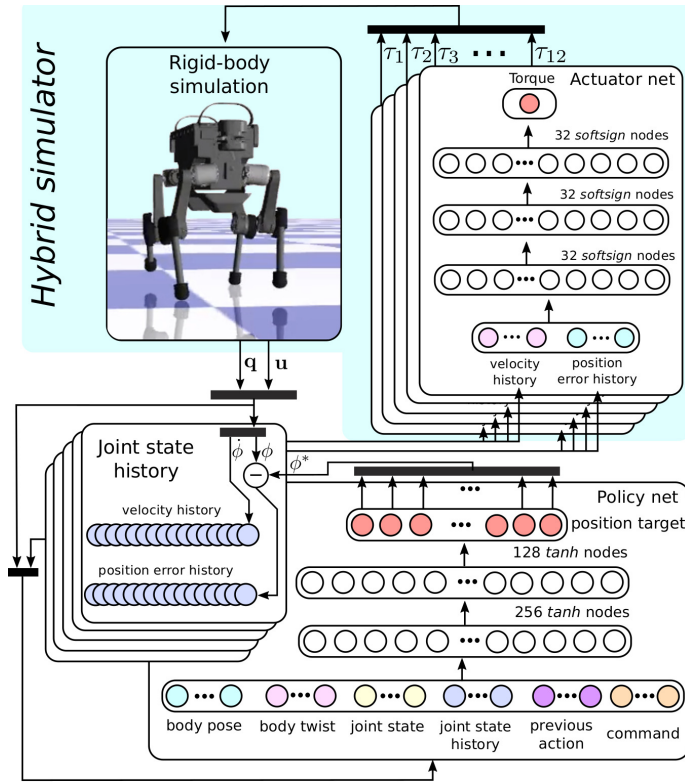 Hybrid simulator
Rigid-body
simulation
τ1 τ2 τ3 ••• τ12
Actuator net
Torque
32 softsign nodes
32 softsign nodes
32 softsign nodes
velocity
history
position
error history
q u
Joint state
history
ϕ̇ ϕ
−
ϕ*
velocity history
position error history
Policy net
position target
128 tanh nodes
256 tanh nodes
body pose
body twist
joint state
joint state
history
previous
action
command